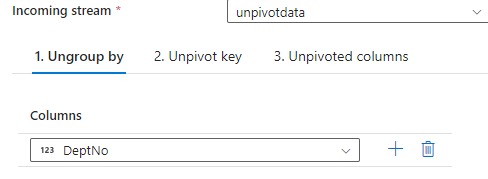 Incoming stream * unpivotdata
1. Ungroup by 2. Unpivot key 3. Unpivoted columns
Columns
123 DeptNo